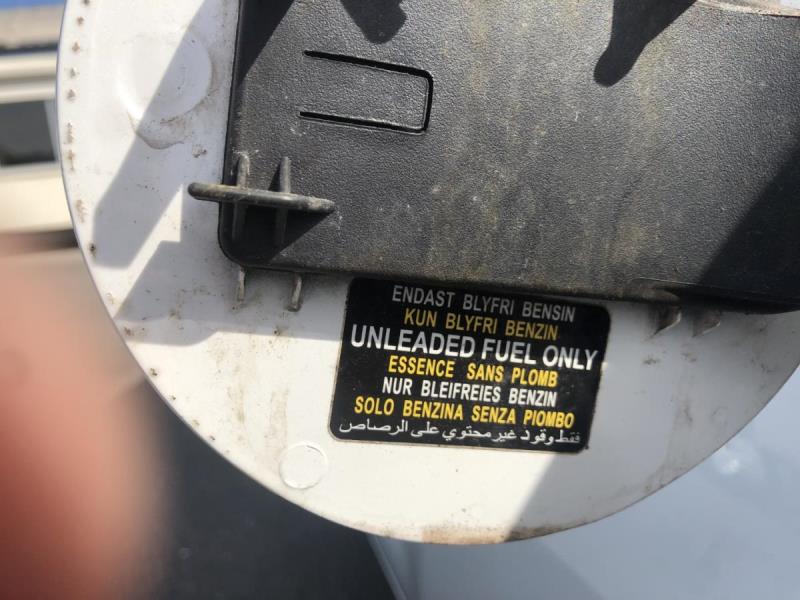 ENDAST BLYFRI BENSIN
KUN BLYFRI BENZIN
UNLEADED FUEL ONLY
ESSENCE SANS PLOMB
NUR BLEIFREIES BENZIN
SOLO BENZINA SENZA PIOMBO
فقط وقود غير محتوي على الرصاص